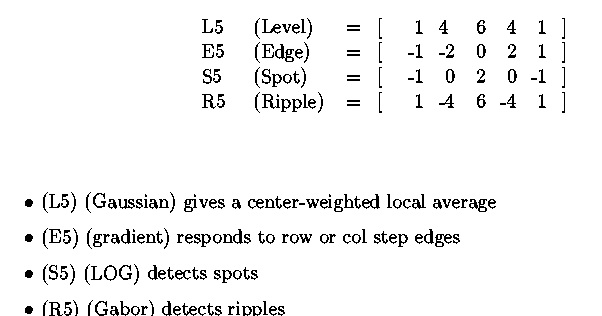 L5 (Level) = [ 1 4 6 4 1 ]
E5 (Edge) = [ -1 -2 0 2 1 ]
S5 (Spot) = [ -1 0 2 0 -1 ]
R5 (Ripple) = [ 1 -4 6 -4 1 ]
• (L5) (Gaussian) gives a center-weighted local average
• (E5) (gradient) responds to row or col step edges
• (S5) (LOG) detects spots
• (R5) (Gabor) detects ripples